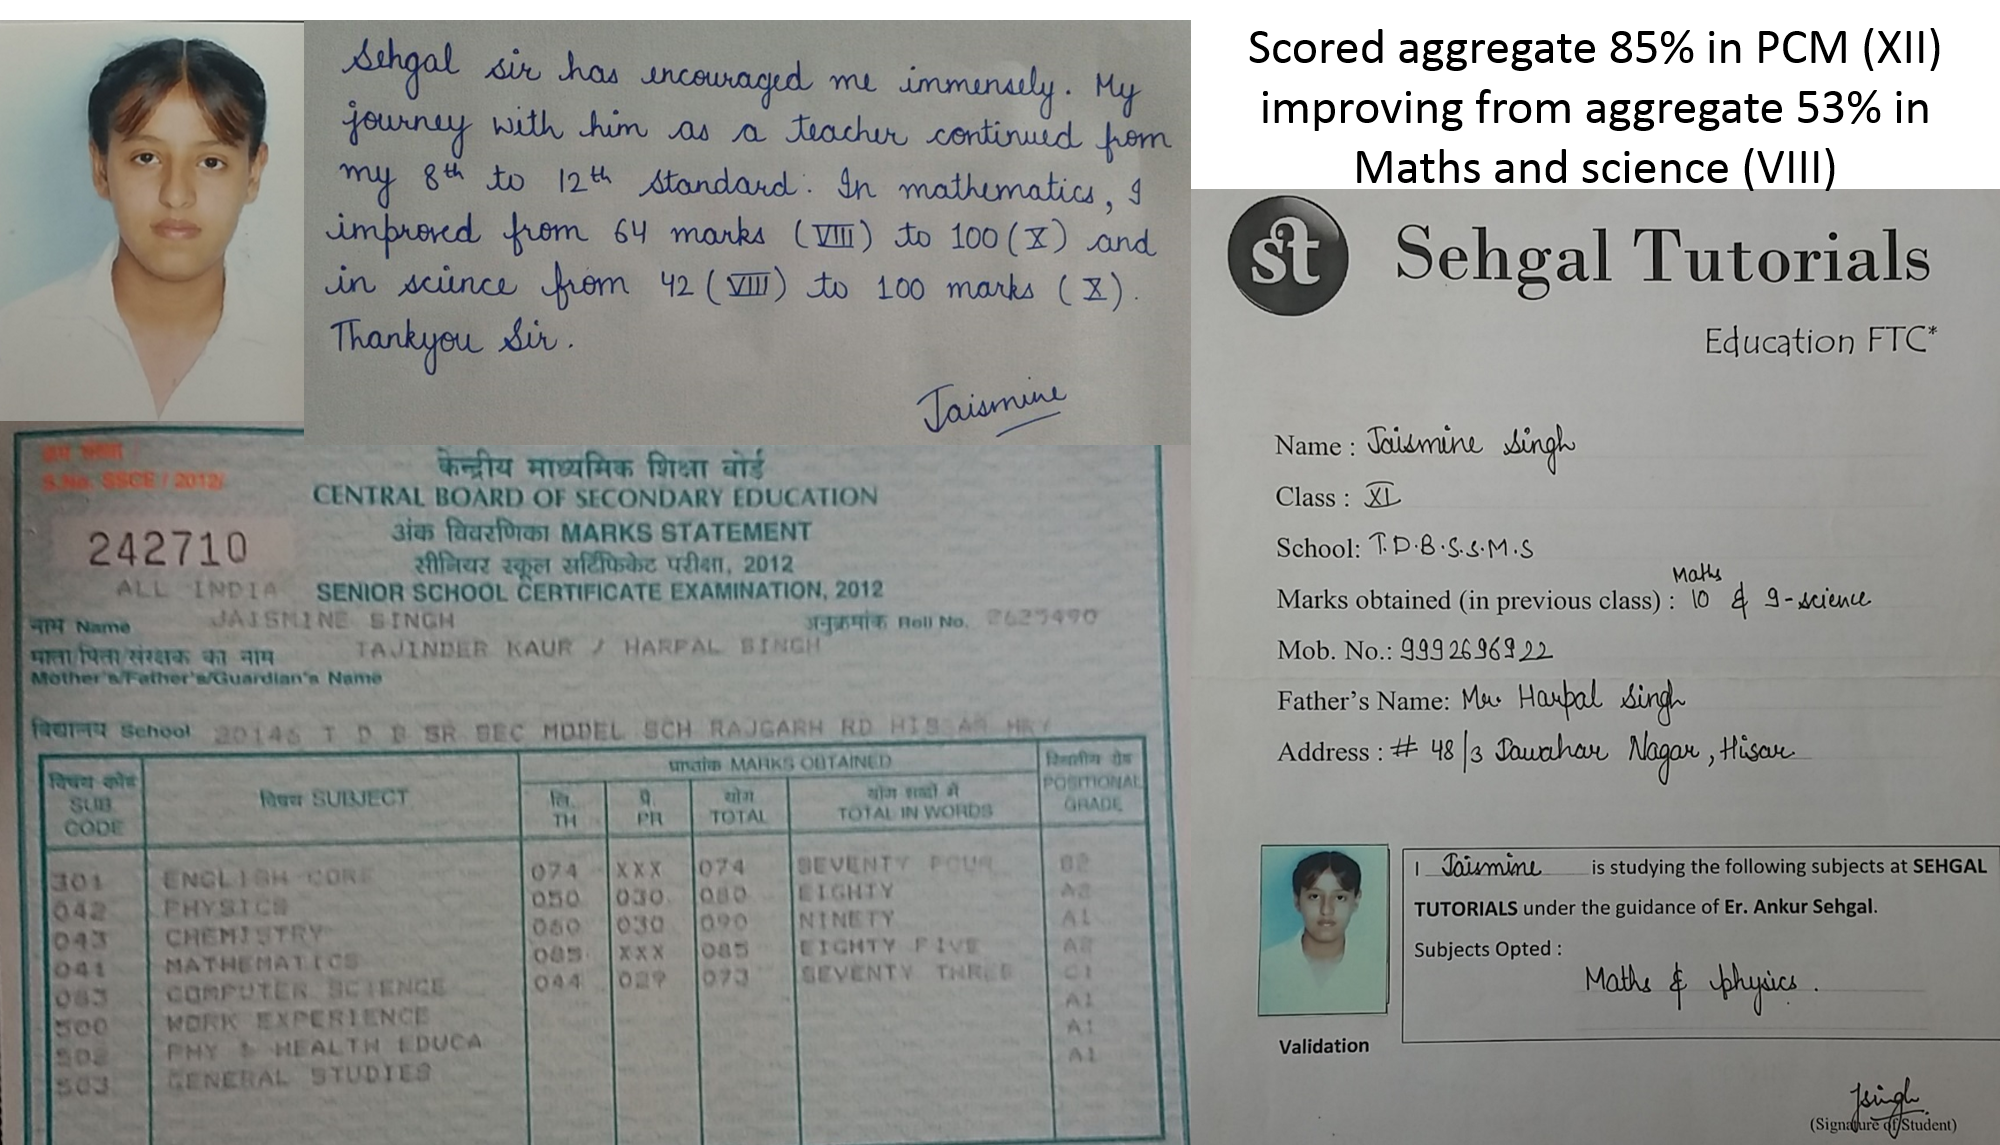 Sehgal sir has encouraged me immensely. My
journey with him as a teacher continued from
my 8th to 12th standard. In mathematics, I
improved from 64 marks (VIII) to 100 (X) and
in science from 42 (VIII) to 100 marks (X).
Thankyou Sir.
Jaismine
Scored aggregate 85% in PCM (XII)
improving from aggregate 53% in
Maths and science (VIII)
क्रम संख्या
S.No. SSCE / 2012/
242710
ALL INDIA
केन्द्रीय माध्यमिक शिक्षा बोर्ड
CENTRAL BOARD OF SECONDARY EDUCATION
अंक विवरणिका MARKS STATEMENT
सीनियर स्कूल सर्टिफिकेट परीक्षा, 2012
SENIOR SCHOOL CERTIFICATE EXAMINATION, 2012
नाम Name JAISMINE SINGH अनुक्रमांक Roll No. 2625490
माता/पिता/संरक्षक का नाम TAJINDER KAUR / HARPAL SINGH
Mother's/Father's/Guardian's Name
विद्यालय School 20146 T D B SR SEC MODEL SCH RAJGARH RD HISAR HRY
विषय कोड विषय SUBJECT प्राप्तांक MARKS OBTAINED
SUB. CODE लि. TH प्र. PR योग TOTAL योग शब्दों में TOTAL IN WORDS POSITIONAL GRADE
301 ENGLISH CORE 074 XXX 074 SEVENTY FOUR B2
042 PHYSICS 050 030 080 EIGHTY A2
043 CHEMISTRY 060 030 090 NINETY A1
041 MATHEMATICS 085 XXX 085 EIGHTY FIVE A2
083 COMPUTER SCIENCE 044 029 073 SEVENTY THREE C1
500 WORK EXPERIENCE A1
502 PHY & HEALTH EDUCA A1
503 GENERAL STUDIES A1
st Sehgal Tutorials
Education FTC*
Name : Jaismine Singh
Class : XI
School: T.D.B.S.S.M.S
Maths
Marks obtained (in previous class) : 10 & 9-science
Mob. No.: 9992696922
Father's Name: Mr. Harpal Singh
Address : # 48/3 Jawahar Nagar, Hisar
I Jaismine is studying the following subjects at SEHGAL
TUTORIALS under the guidance of Er. Ankur Sehgal.
Subjects Opted :
Maths & physics.
Validation
Jsingh
(Signature of Student)